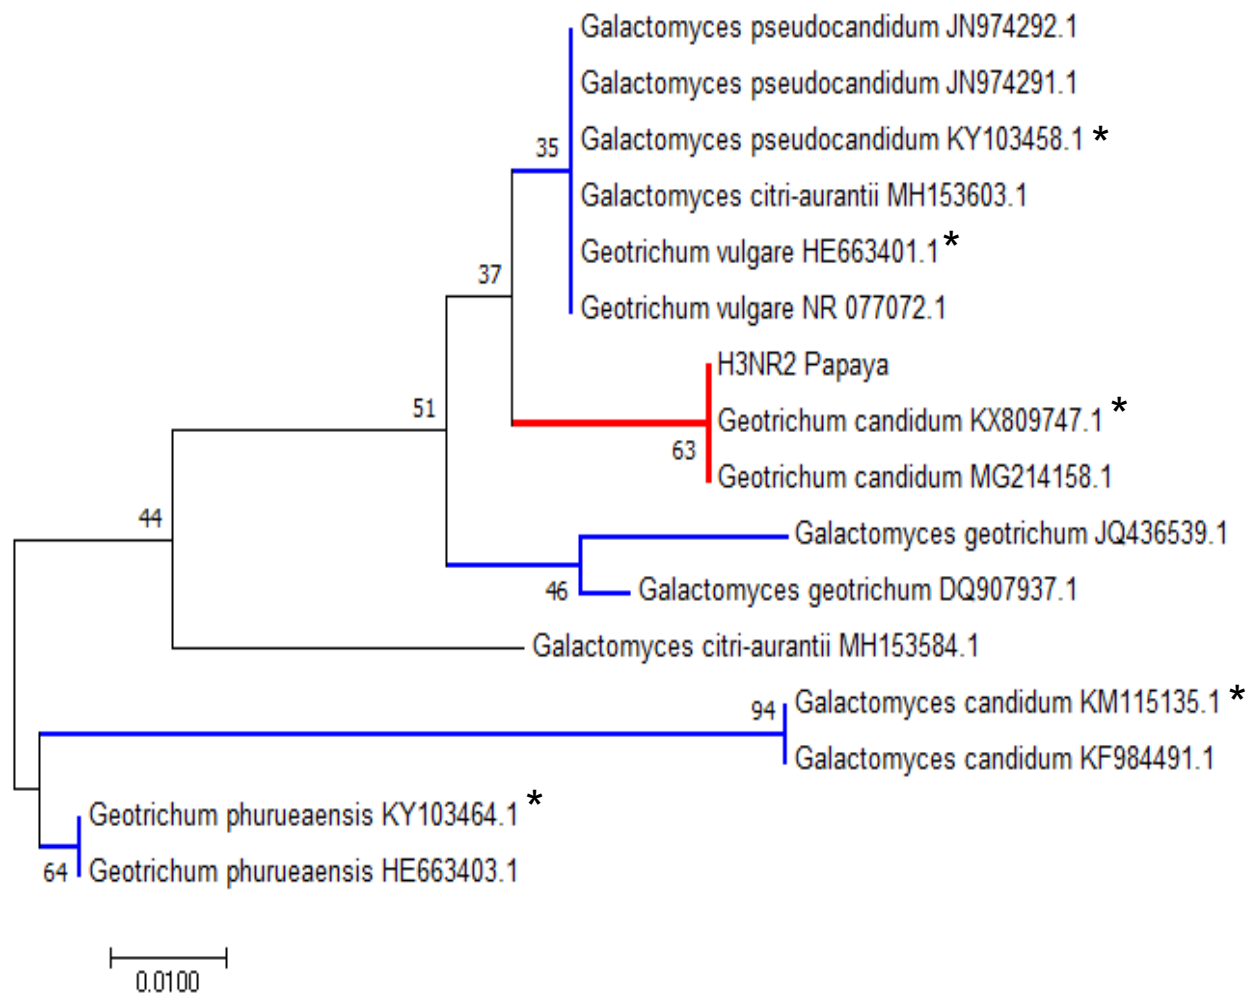 Galactomyces pseudocandidum JN974292.1
Galactomyces pseudocandidum JN974291.1
Galactomyces pseudocandidum KY103458.1 *
35
Galactomyces citri-aurantii MH153603.1
Geotrichum vulgare HE663401.1 *
37
Geotrichum vulgare NR 077072.1
H3NR2 Papaya
51
Geotrichum candidum KX809747.1 *
63
Geotrichum candidum MG214158.1
44
Galactomyces geotrichum JQ436539.1
46
Galactomyces geotrichum DQ907937.1
Galactomyces citri-aurantii MH153584.1
94
Galactomyces candidum KM115135.1 *
Galactomyces candidum KF984491.1
Geotrichum phurueaensis KY103464.1 *
64
Geotrichum phurueaensis HE663403.1
0.0100